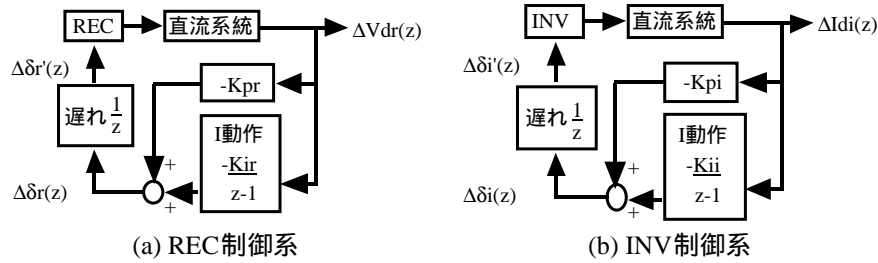 REC
直流系統
ΔVdr(z)
Δδr'(z)
-Kpr
遅れ 1/z
I動作
-Kir
z-1
+
+
Δδr(z)
(a) REC制御系
INV
直流系統
ΔIdi(z)
Δδi'(z)
-Kpi
遅れ 1/z
I動作
-Kii
z-1
+
+
Δδi(z)
(b) INV制御系